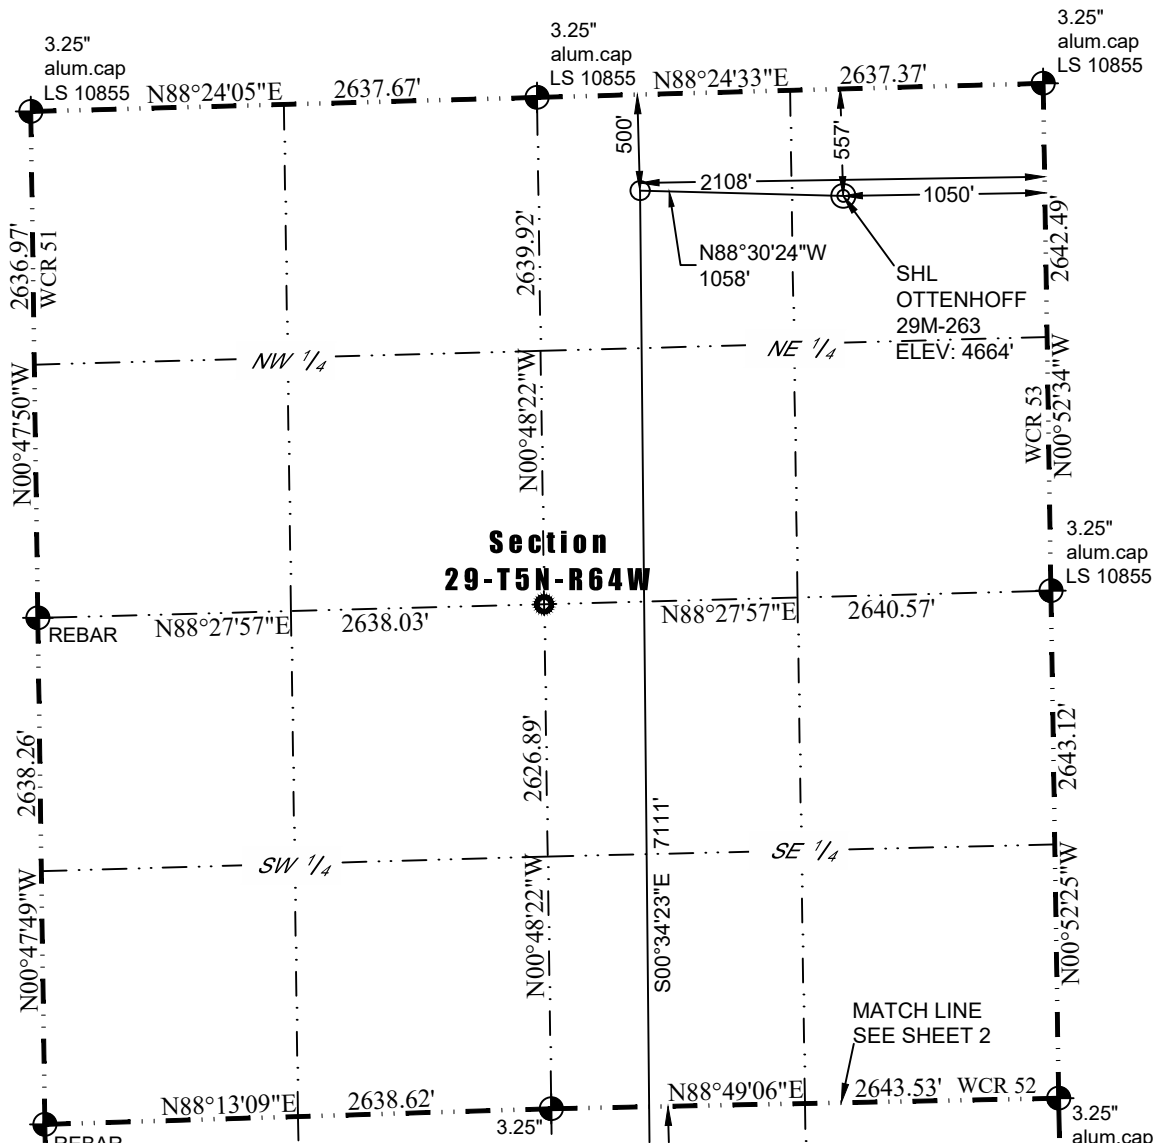 3.25"
alum.cap
LS 10855
N88°24'05"E
2637.67'
3.25"
alum.cap
LS 10855
N88°24'33"E
2637.37'
3.25"
alum.cap
LS 10855
500'
557'
2108'
1050'
N88°30'24"W
1058'
SHL
OTTENHOFF
29M-263
ELEV: 4664'
2636.97'
WCR 51
2639.92'
2642.49'
NW 1/4
NE 1/4
N00°47'50"W
N00°48'22"W
WCR 53
N00°52'34"W
Section
29-T5N-R64W
3.25"
alum.cap
LS 10855
REBAR
N88°27'57"E
2638.03'
N88°27'57"E
2640.57'
2638.26'
2626.89'
7111'
2643.12'
SW 1/4
SE 1/4
N00°47'49"W
N00°48'22"W
S00°34'23"E
N00°52'25"W
MATCH LINE
SEE SHEET 2
N88°13'09"E
2638.62'
N88°49'06"E
2643.53'
WCR 52
REBAR
3.25"
3.25"
alum.cap